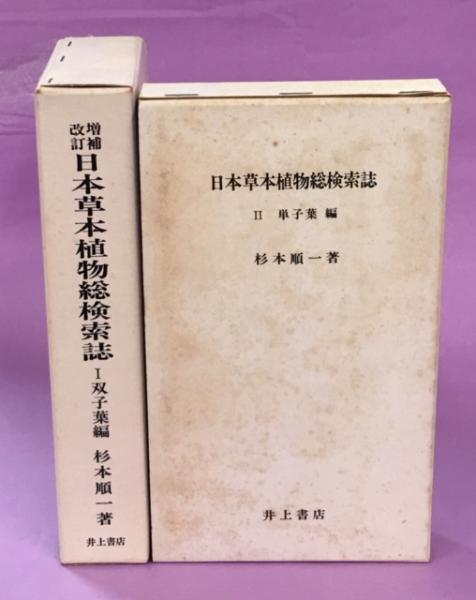 増補
改訂
日本草本植物総検索誌
I 双子葉編
杉本順一著
井上書店
日本草本植物総検索誌
II 単子葉 編
杉本順一著
井上書店